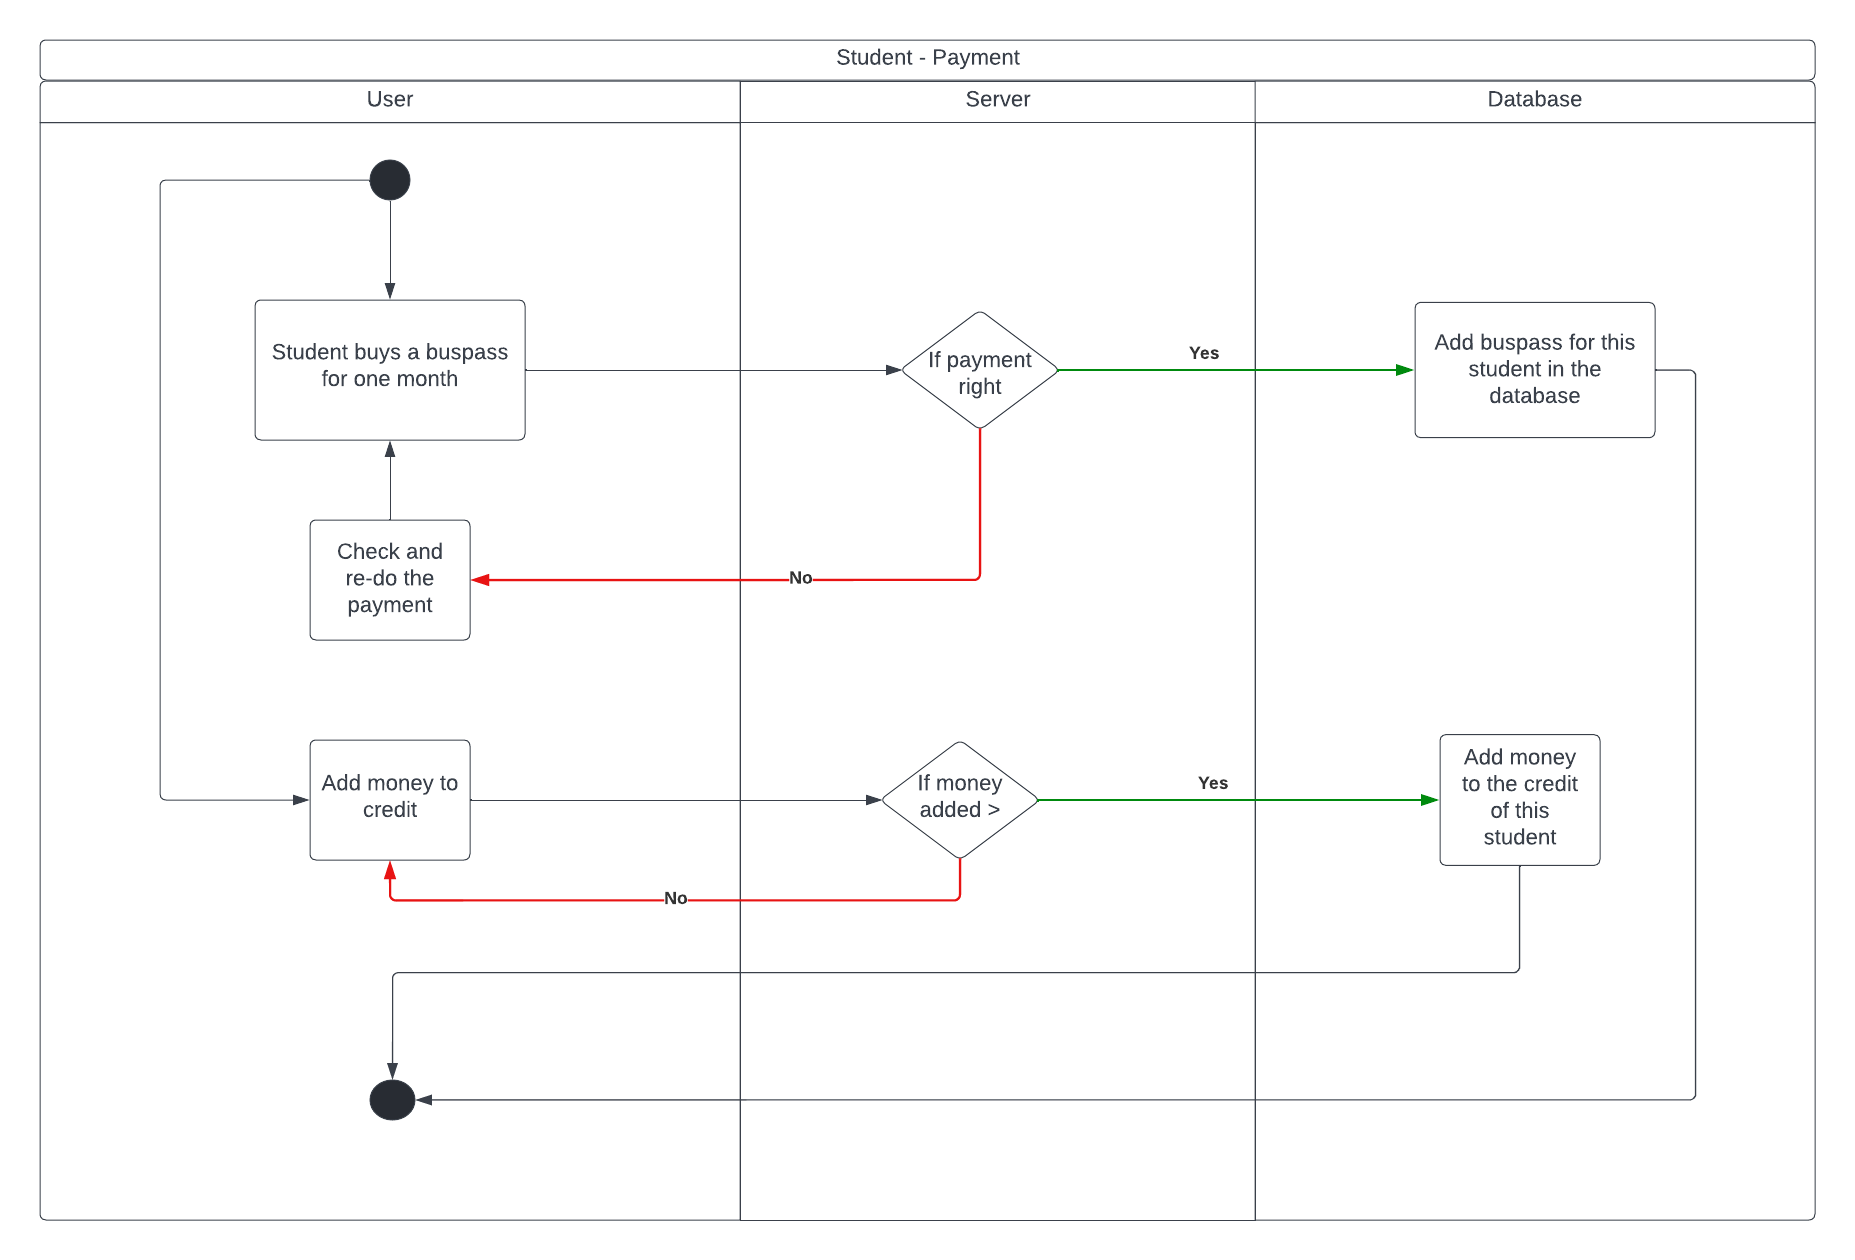 Student - Payment
User
Server
Database
Student buys a buspass
for one month
If payment
right
Yes
Add buspass for this
student in the
database
Check and
re-do the
payment
No
Add money to
credit
If money
added >
Yes
Add money
to the credit
of this
student
No